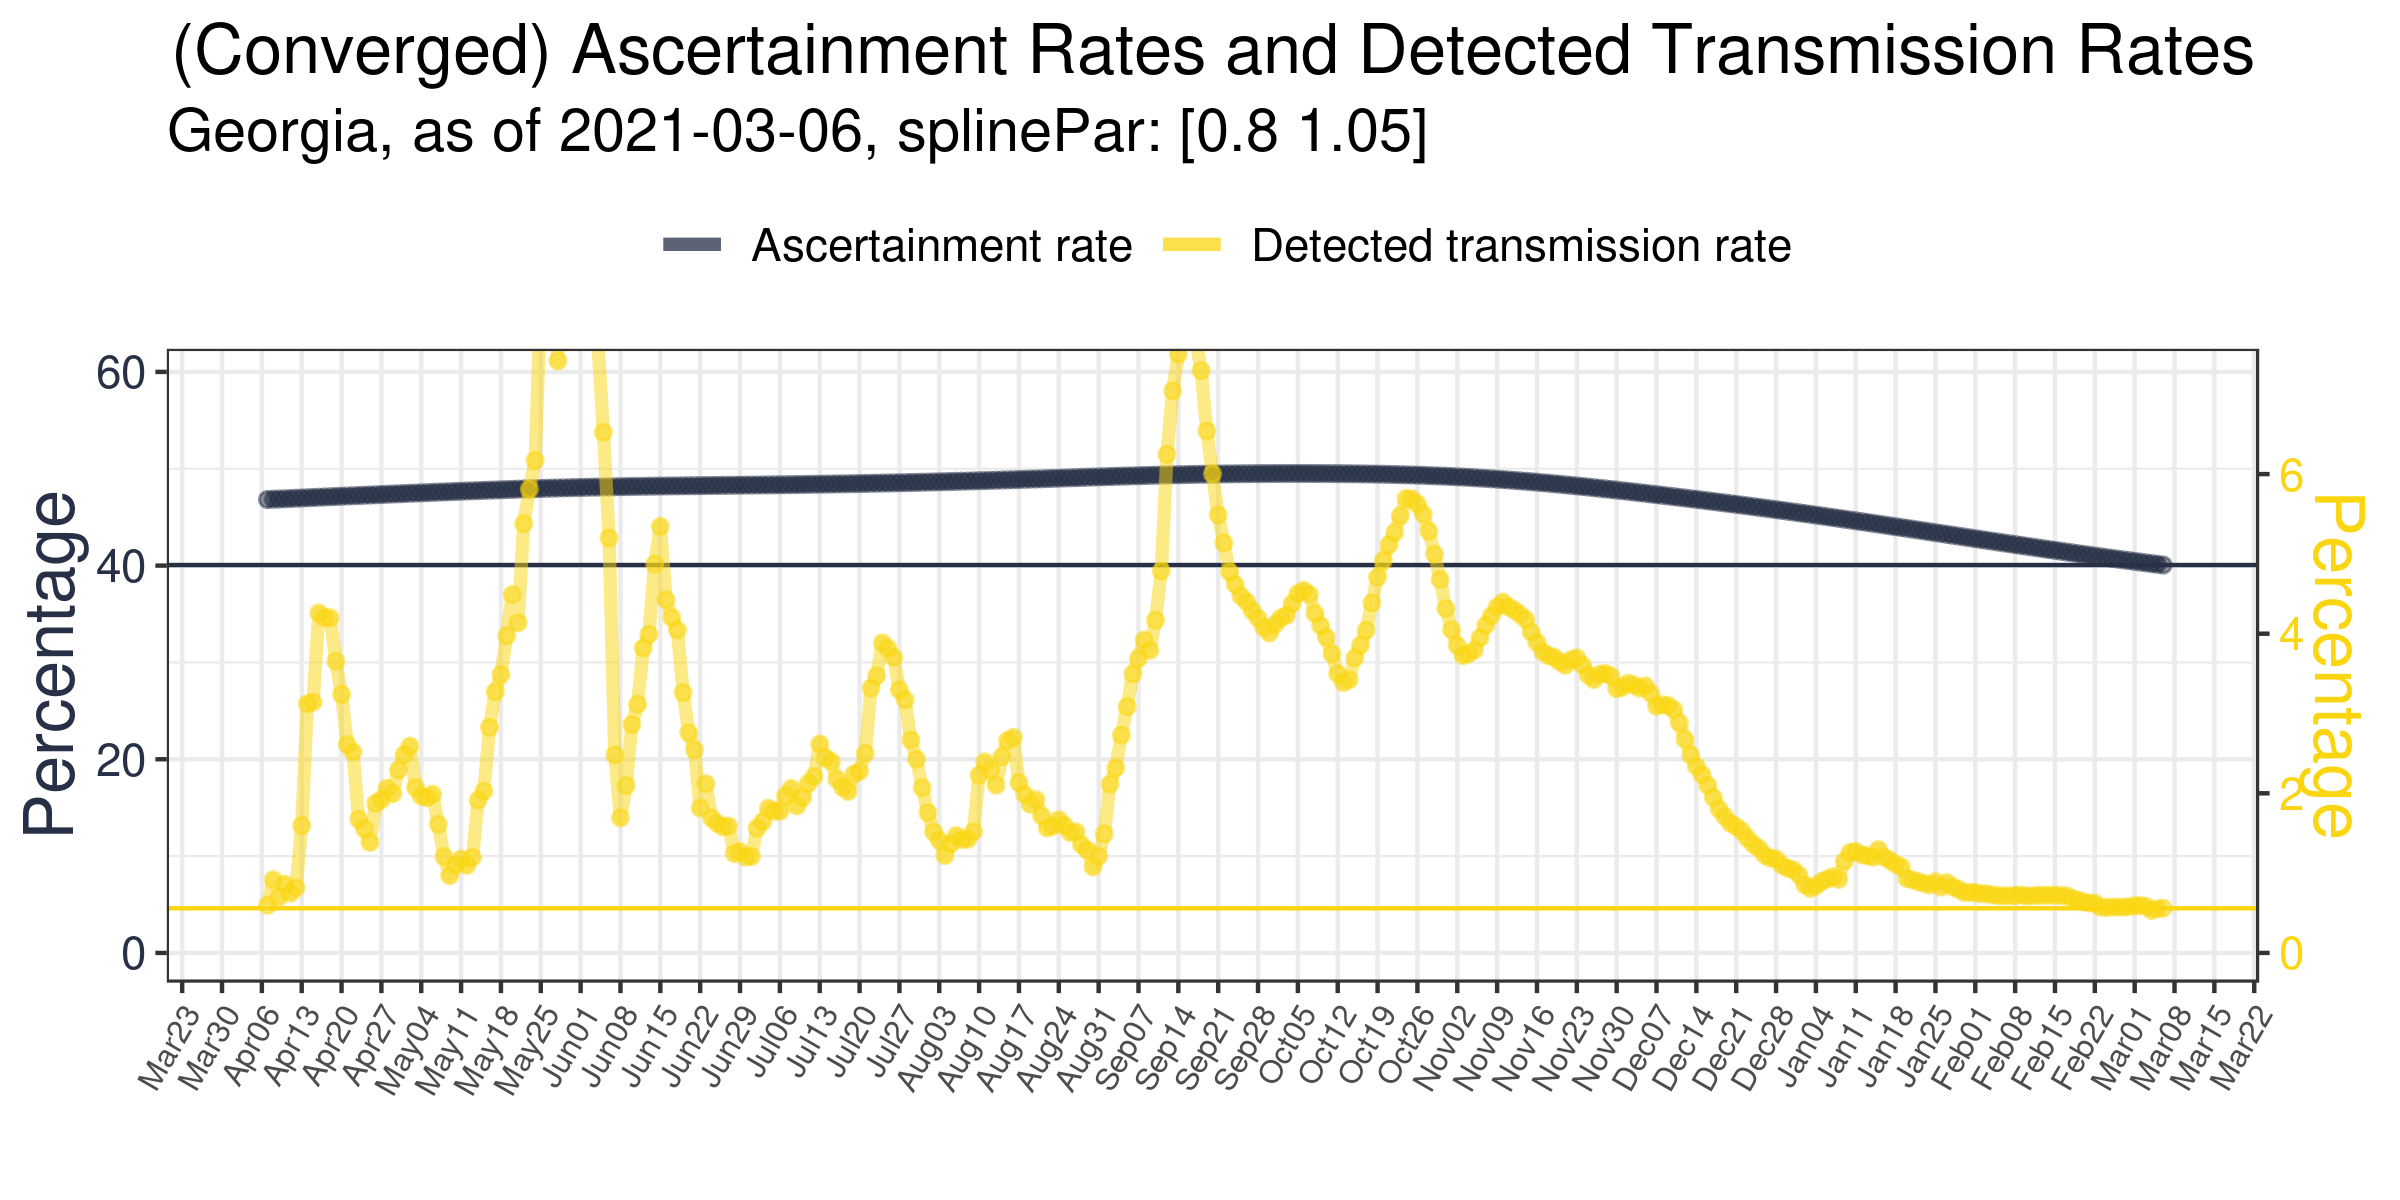 (Converged) Ascertainment Rates and Detected Transmission Rates
Georgia, as of 2021-03-06, splinePar: [0.8 1.05]
Ascertainment rate
Detected transmission rate
Percentage
60
40
20
0
6
4
2
0
Percentage
Mar23
Mar30
Apr06
Apr13
Apr20
Apr27
May04
May11
May18
May25
Jun01
Jun08
Jun15
Jun22
Jun29
Jul06
Jul13
Jul20
Jul27
Aug03
Aug10
Aug17
Aug24
Aug31
Sep07
Sep14
Sep21
Sep28
Oct05
Oct12
Oct19
Oct26
Nov02
Nov09
Nov16
Nov23
Nov30
Dec07
Dec14
Dec21
Dec28
Jan04
Jan11
Jan18
Jan25
Feb01
Feb08
Feb15
Feb22
Mar01
Mar08
Mar15
Mar22